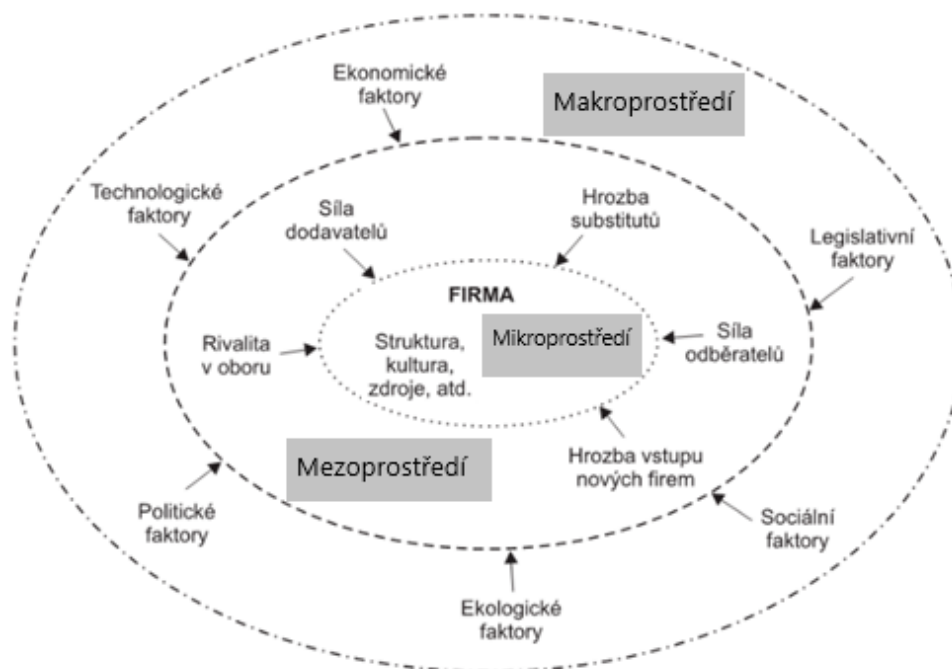 Ekonomické
faktory
Makroprostředí
Technologické
faktory
Síla
dodavatelů
Hrozba
substitutů
Legislativní
faktory
FIRMA
Rivalita
v oboru
Struktura,
kultura,
zdroje, atd.
Mikroprostředí
Síla
odběratelů
Mezoprostředí
Hrozba vstupu
nových firem
Politické
faktory
Sociální
faktory
Ekologické
faktory